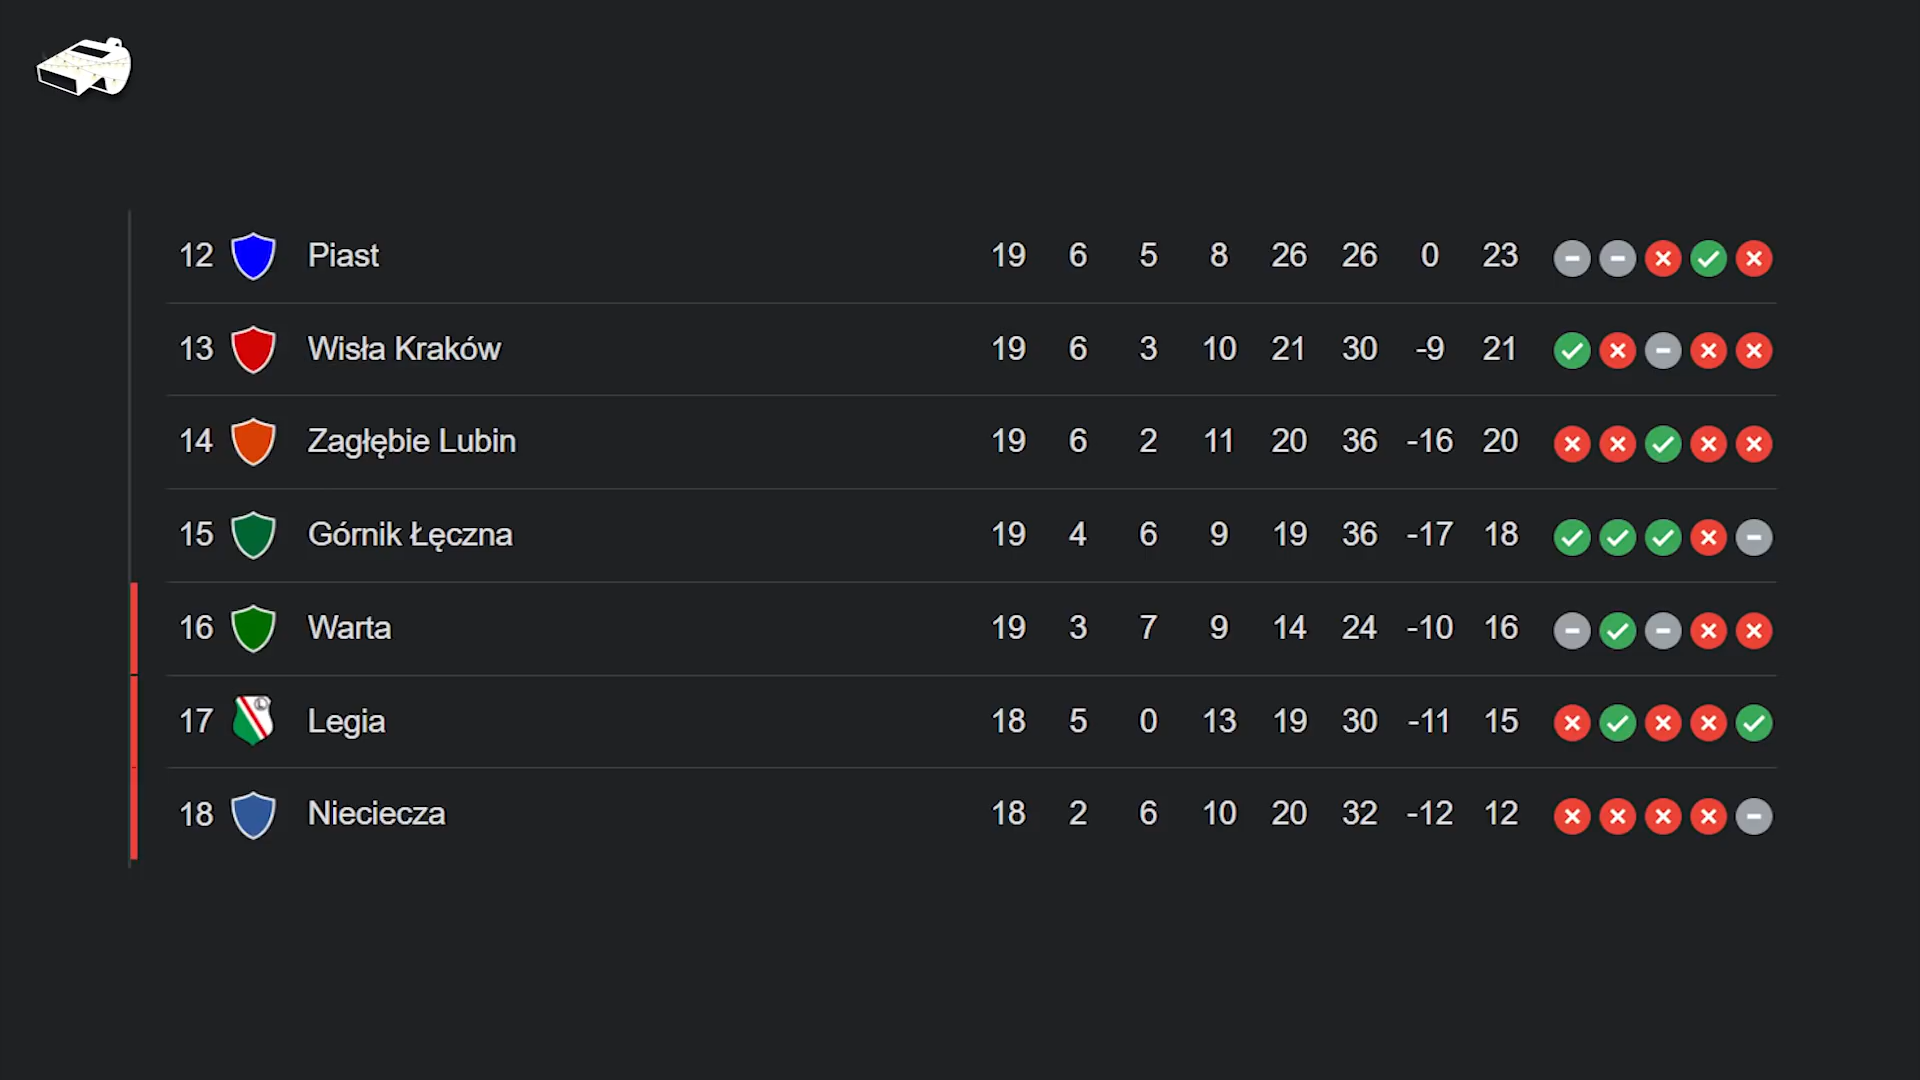 12 Piast 19 6 5 8 26 26 0 23
13 Wisła Kraków 19 6 3 10 21 30 -9 21
14 Zagłębie Lubin 19 6 2 11 20 36 -16 20
15 Górnik Łęczna 19 4 6 9 19 36 -17 18
16 Warta 19 3 7 9 14 24 -10 16
17 Legia 18 5 0 13 19 30 -11 15
18 Nieciecza 18 2 6 10 20 32 -12 12